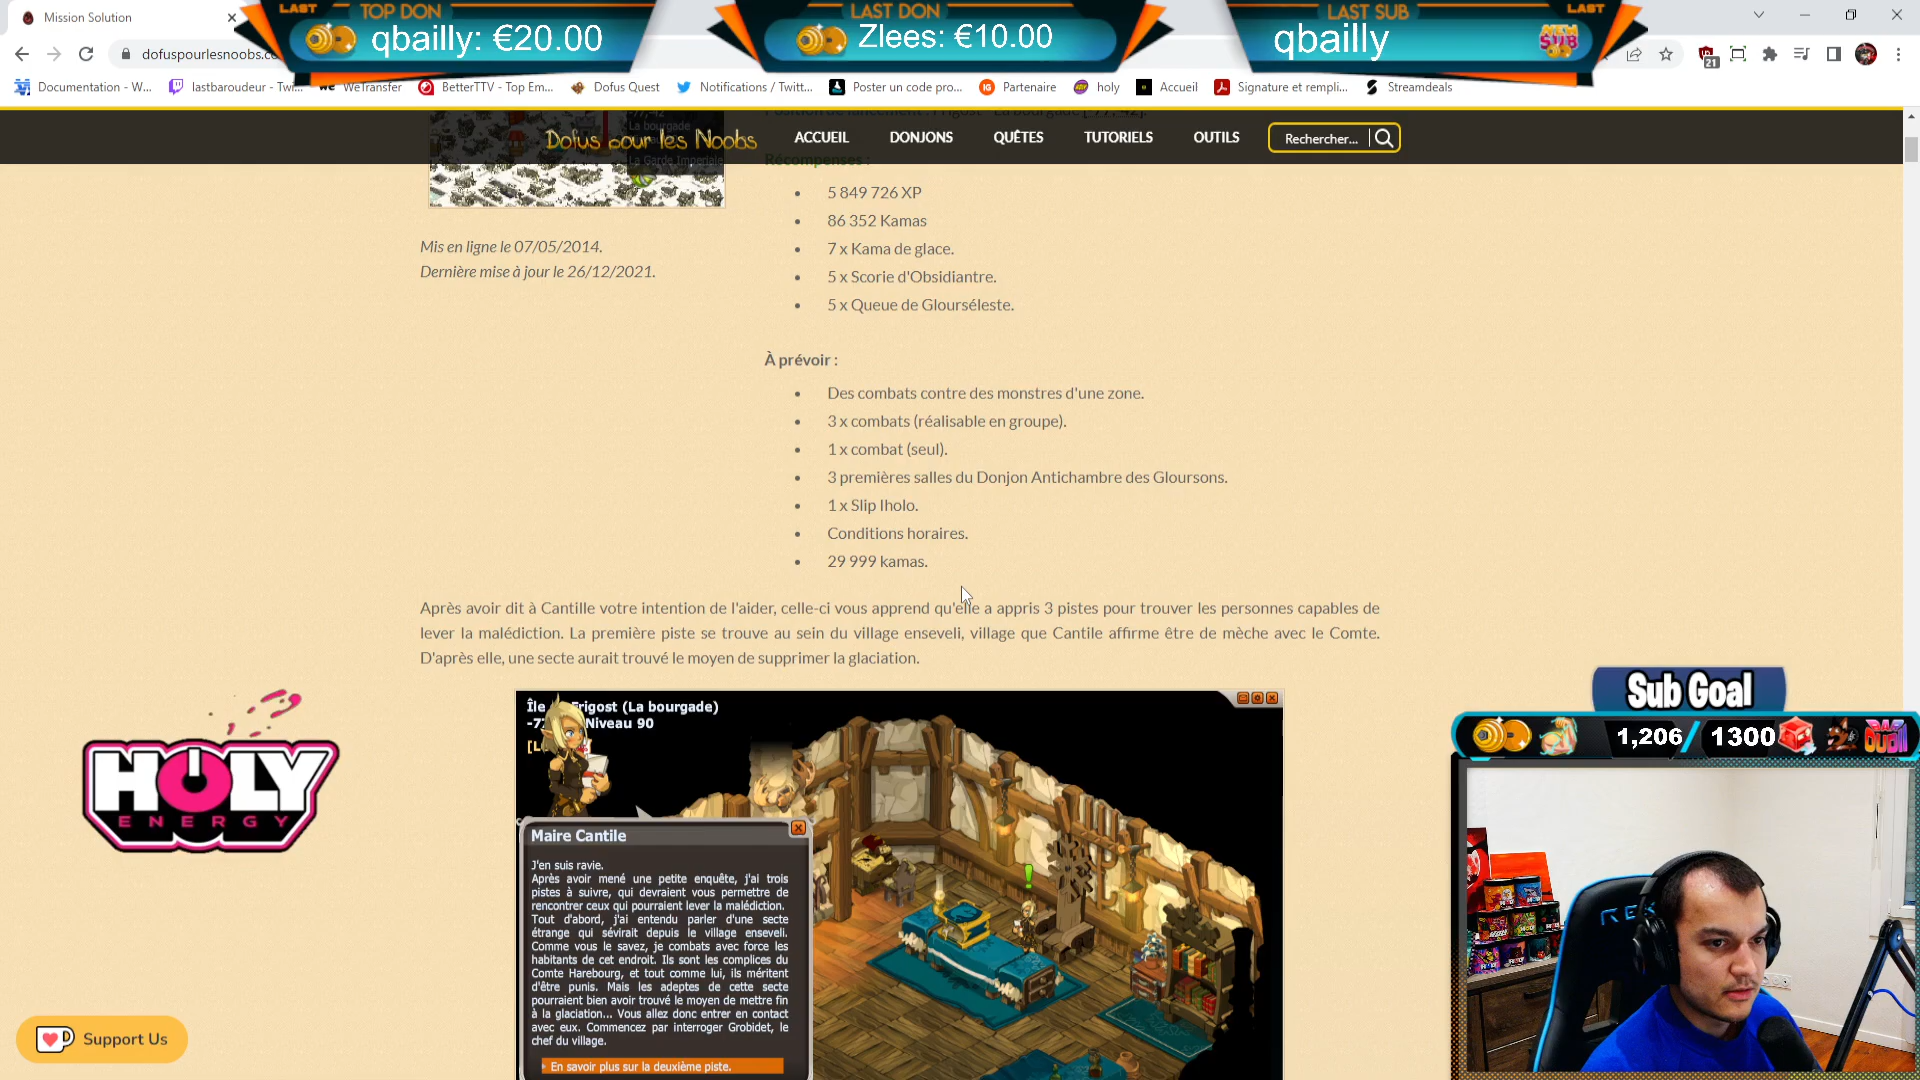 Mission Solution
LAST TOP DON
qbailly: €20.00
LAST DON
Zlees: €10.00
LAST SUB LAST
qbailly
NEW SUB
dofuspourlesnoobs.co
21
Documentation - W...
lastbaroudeur - Twi...
WeTransfer
BetterTTV - Top Em...
Dofus Quest
Notifications / Twitt...
Poster un code pro...
Partenaire
holy
Accueil
Signature et rempli...
Streamdeals
Dofus pour les Noobs
ACCUEIL
DONJONS
QUÊTES
TUTORIELS
OUTILS
Rechercher...
La bourgade
La Garde Imperiale
Récompenses :
5 849 726 XP
86 352 Kamas
7 x Kama de glace.
5 x Scorie d'Obsidiantre.
5 x Queue de Glourséleste.
Mis en ligne le 07/05/2014.
Dernière mise à jour le 26/12/2021.
À prévoir :
Des combats contre des monstres d'une zone.
3 x combats (réalisable en groupe).
1 x combat (seul).
3 premières salles du Donjon Antichambre des Gloursons.
1 x Slip Iholo.
Conditions horaires.
29 999 kamas.
Après avoir dit à Cantille votre intention de l'aider, celle-ci vous apprend qu'elle a appris 3 pistes pour trouver les personnes capables de
lever la malédiction. La première piste se trouve au sein du village enseveli, village que Cantile affirme être de mèche avec le Comte.
D'après elle, une secte aurait trouvé le moyen de supprimer la glaciation.
Île Frigost (La bourgade)
-77 Niveau 90
Maire Cantile
J'en suis ravie.
Après avoir mené une petite enquête, j'ai trois
pistes à suivre, qui devraient vous permettre de
rencontrer ceux qui pourraient lever la malédiction.
Tout d'abord, j'ai entendu parler d'une secte
étrange qui sévirait depuis le village enseveli.
Comme vous le savez, je combats avec force les
habitants de cet endroit. Ils sont les complices du
Comte Harebourg, et tout comme lui, ils méritent
d'être punis. Mais les adeptes de cette secte
pourraient bien avoir trouvé le moyen de mettre fin
à la glaciation... Vous allez donc entrer en contact
avec eux. Commencez par interroger Grobidet, le
chef du village.
En savoir plus sur la deuxième piste.
HOLY
ENERGY
Support Us
Sub Goal
1,206 / 1300